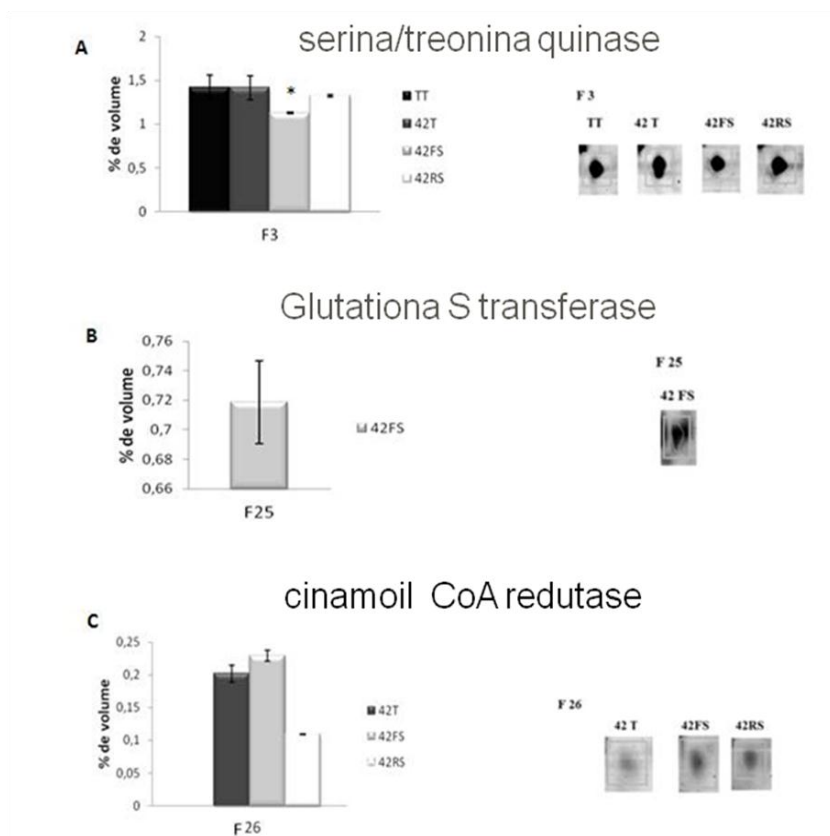 A
serina/treonina quinase
2
1,5
1
0,5
0
% de volume
*
F3
TT
42T
42FS
42RS
F 3
TT 42 T 42FS 42RS
Glutationa S transferase
B
0,76
0,74
0,72
0,7
0,68
0,66
% de volume
F25
42FS
F 25
42 FS
cinamoil CoA redutase
C
0,25
0,2
0,15
0,1
0,05
0
% de volume
F 26
42T
42FS
42RS
F 26
42 T 42FS 42RS